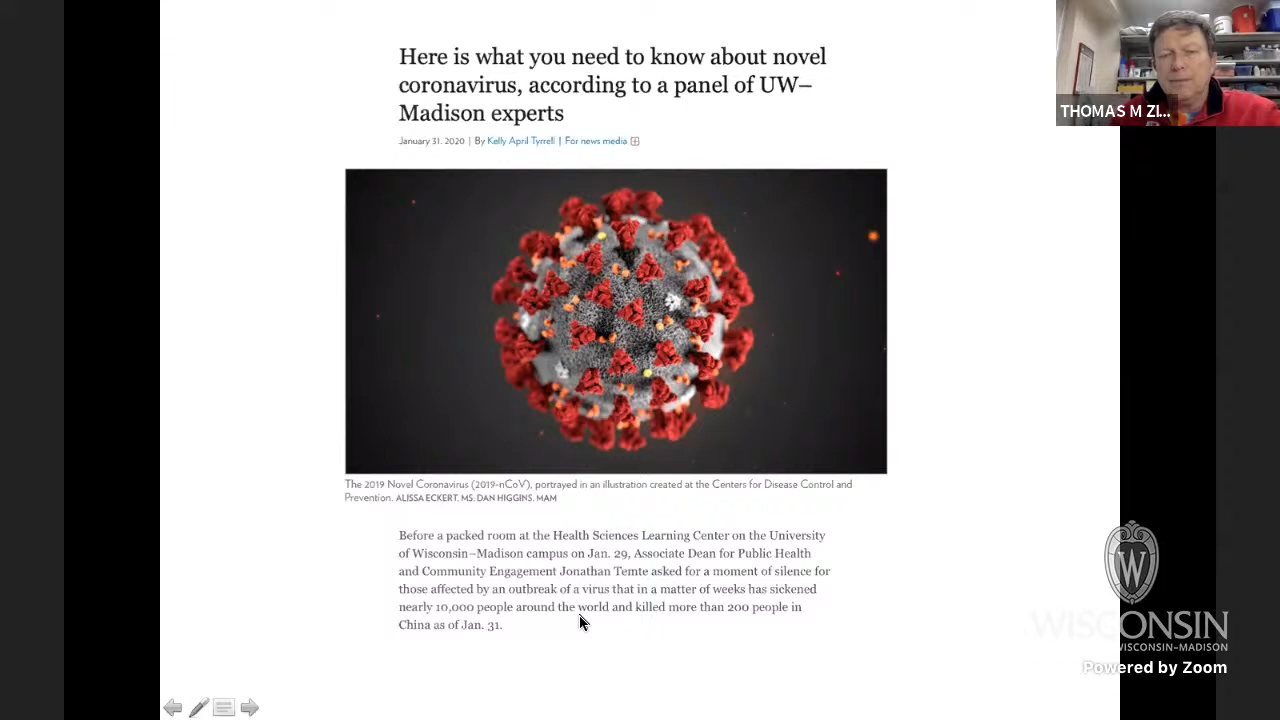 Here is what you need to know about novel
coronavirus, according to a panel of UW–
Madison experts
January 31, 2020 | By Kelly April Tyrrell | For news media
The 2019 Novel Coronavirus (2019-nCoV), portrayed in an illustration created at the Centers for Disease Control and
Prevention. ALISSA ECKERT, MS; DAN HIGGINS, MAM
Before a packed room at the Health Sciences Learning Center on the University
of Wisconsin–Madison campus on Jan. 29, Associate Dean for Public Health
and Community Engagement Jonathan Temte asked for a moment of silence for
those affected by an outbreak of a virus that in a matter of weeks has sickened
nearly 10,000 people around the world and killed more than 200 people in
China as of Jan. 31.
THOMAS M ZI...
W
WISCONSIN
WISCONSIN–MADISON
Powered by Zoom